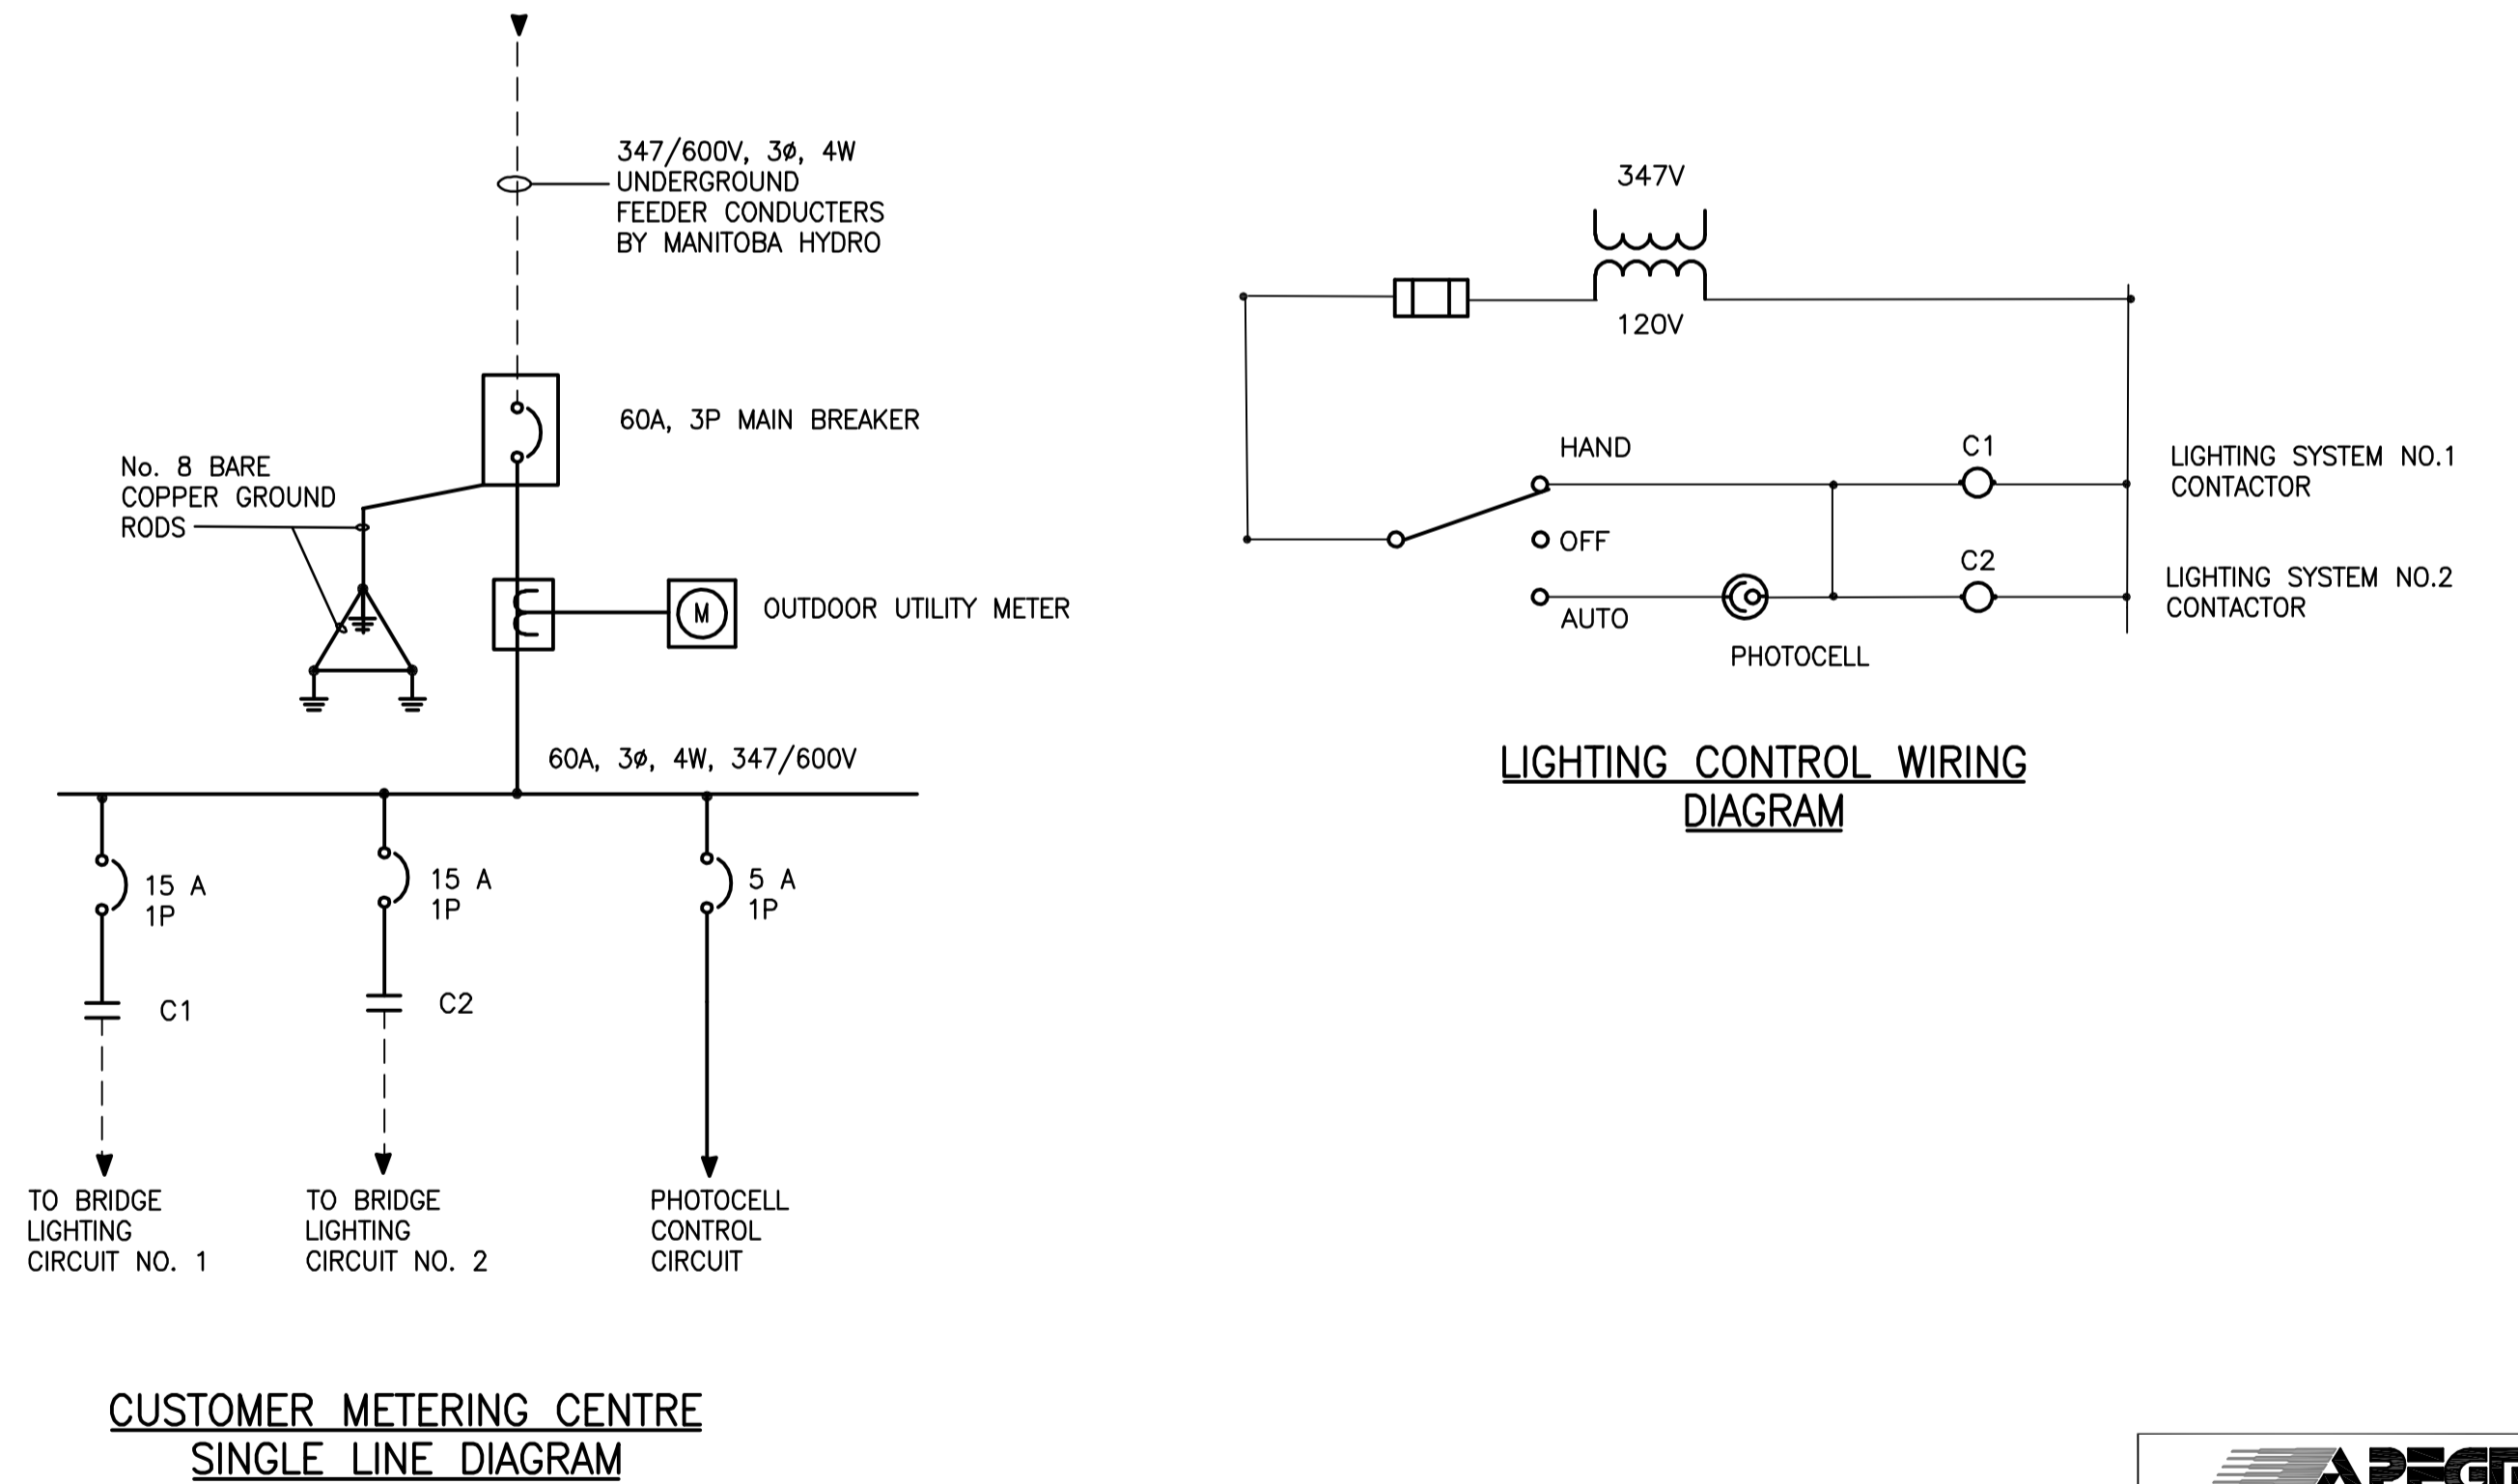 347/600V, 3ø, 4W
UNDERGROUND
FEEDER CONDUCTERS
BY MANITOBA HYDRO
60A, 3P MAIN BREAKER
No. 8 BARE
COPPER GROUND
RODS
M
OUTDOOR UTILITY METER
60A, 3ø, 4W, 347/600V
15 A
1P
15 A
1P
5 A
1P
C1
C2
TO BRIDGE
LIGHTING
CIRCUIT NO. 1
TO BRIDGE
LIGHTING
CIRCUIT NO. 2
PHOTOCELL
CONTROL
CIRCUIT
CUSTOMER METERING CENTRE
SINGLE LINE DIAGRAM
347V
120V
HAND
OFF
AUTO
PHOTOCELL
C1
C2
LIGHTING SYSTEM NO.1
CONTACTOR
LIGHTING SYSTEM NO.2
CONTACTOR
LIGHTING CONTROL WIRING
DIAGRAM